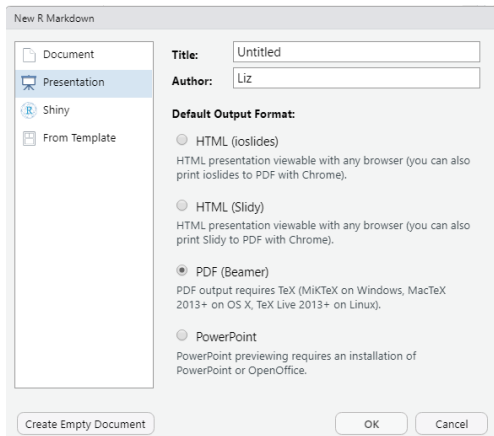 New R Markdown
Document
Presentation
Shiny
From Template
Title: Untitled
Author: Liz
Default Output Format:
HTML (ioslides)
HTML presentation viewable with any browser (you can also
print ioslides to PDF with Chrome).
HTML (Slidy)
HTML presentation viewable with any browser (you can also
print Slidy to PDF with Chrome).
PDF (Beamer)
PDF output requires TeX (MiKTeX on Windows, MacTeX
2013+ on OS X, TeX Live 2013+ on Linux).
PowerPoint
PowerPoint previewing requires an installation of
PowerPoint or OpenOffice.
Create Empty Document
OK
Cancel